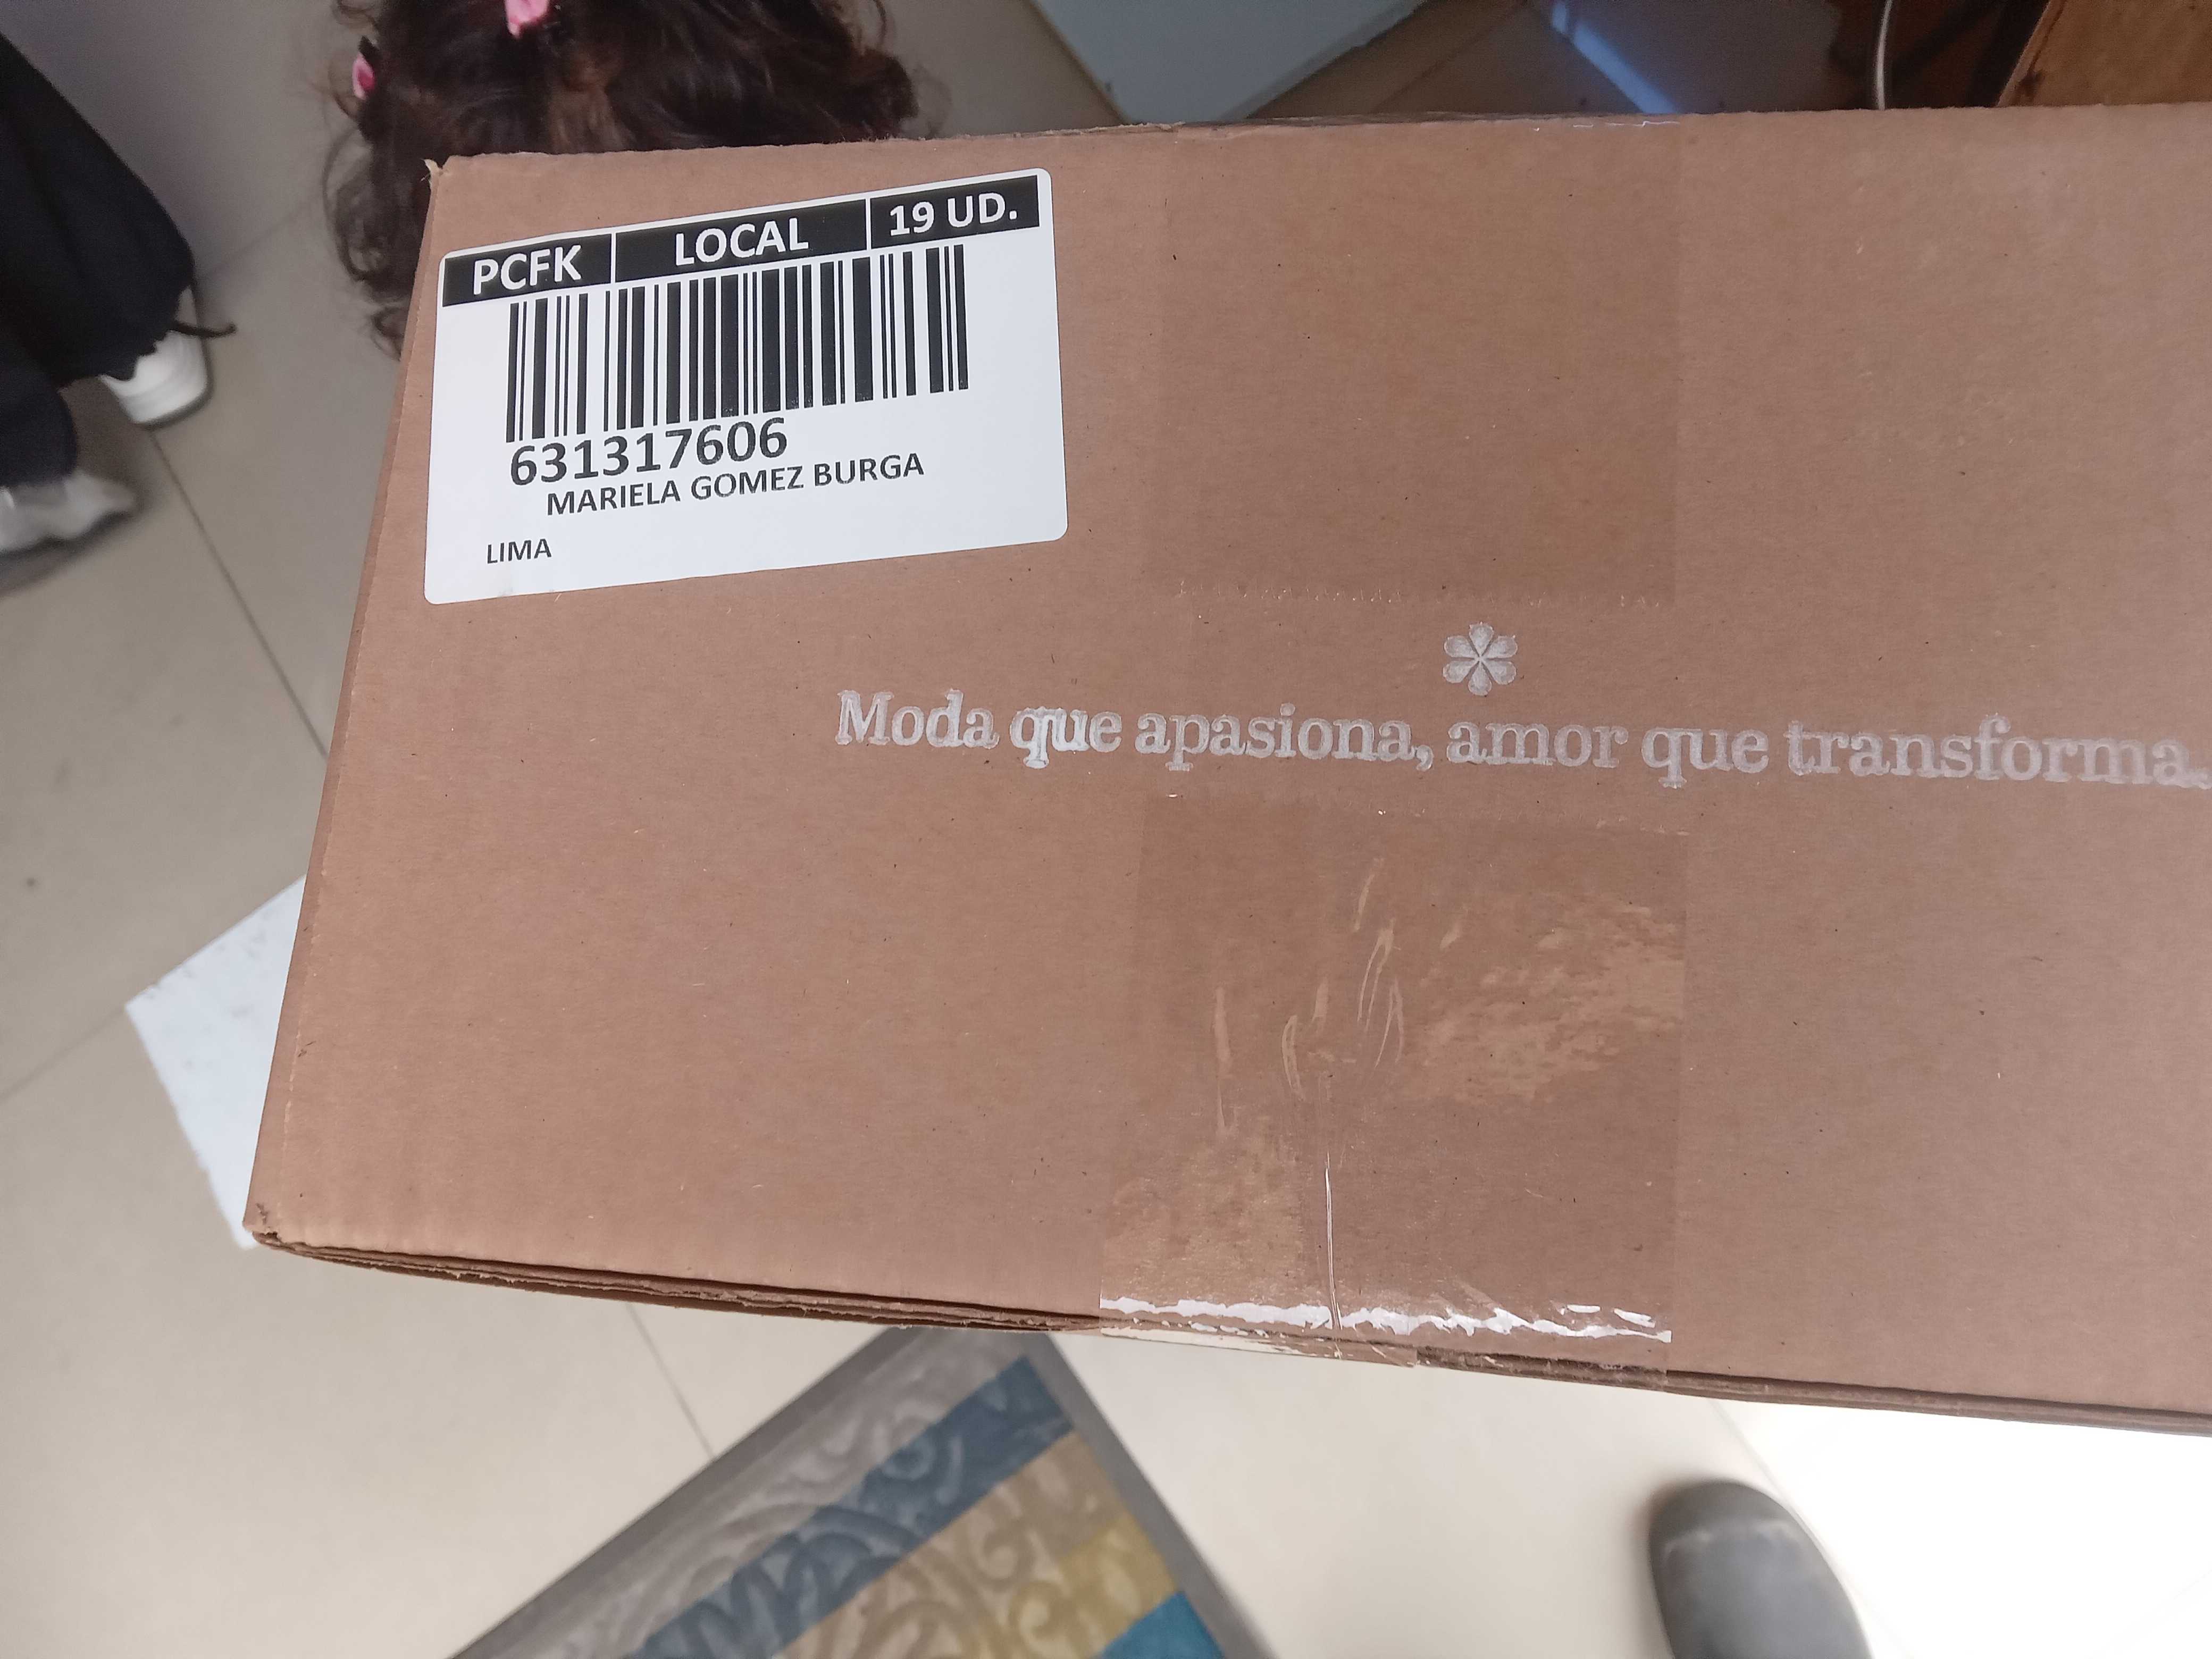 PCFK LOCAL 19 UD.
631317606
MARIELA GOMEZ BURGA
LIMA
Moda que apasiona, amor que transforma.